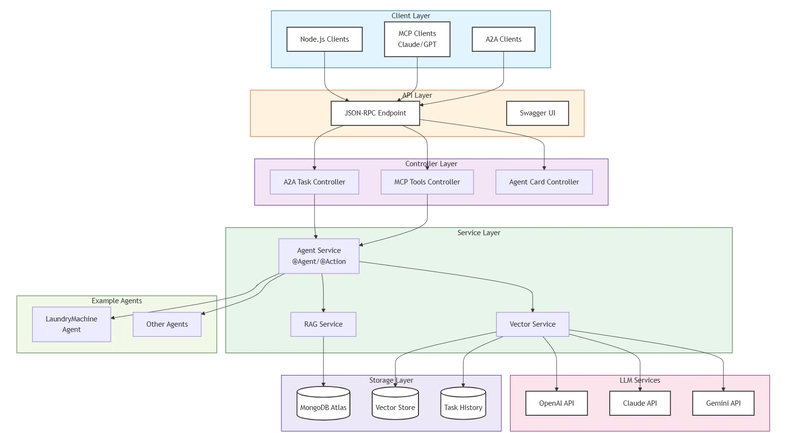 Client Layer
Node.js Clients
MCP Clients
Claude/GPT
A2A Clients
API Layer
JSON-RPC Endpoint
Swagger UI
Controller Layer
A2A Task Controller
MCP Tools Controller
Agent Card Controller
Service Layer
Agent Service
@Agent/@Action
Example Agents
LaundryMachine
Agent
Other Agents
RAG Service
Vector Service
Storage Layer
MongoDB Atlas
Vector Store
Task History
LLM Services
OpenAI API
Claude API
Gemini API